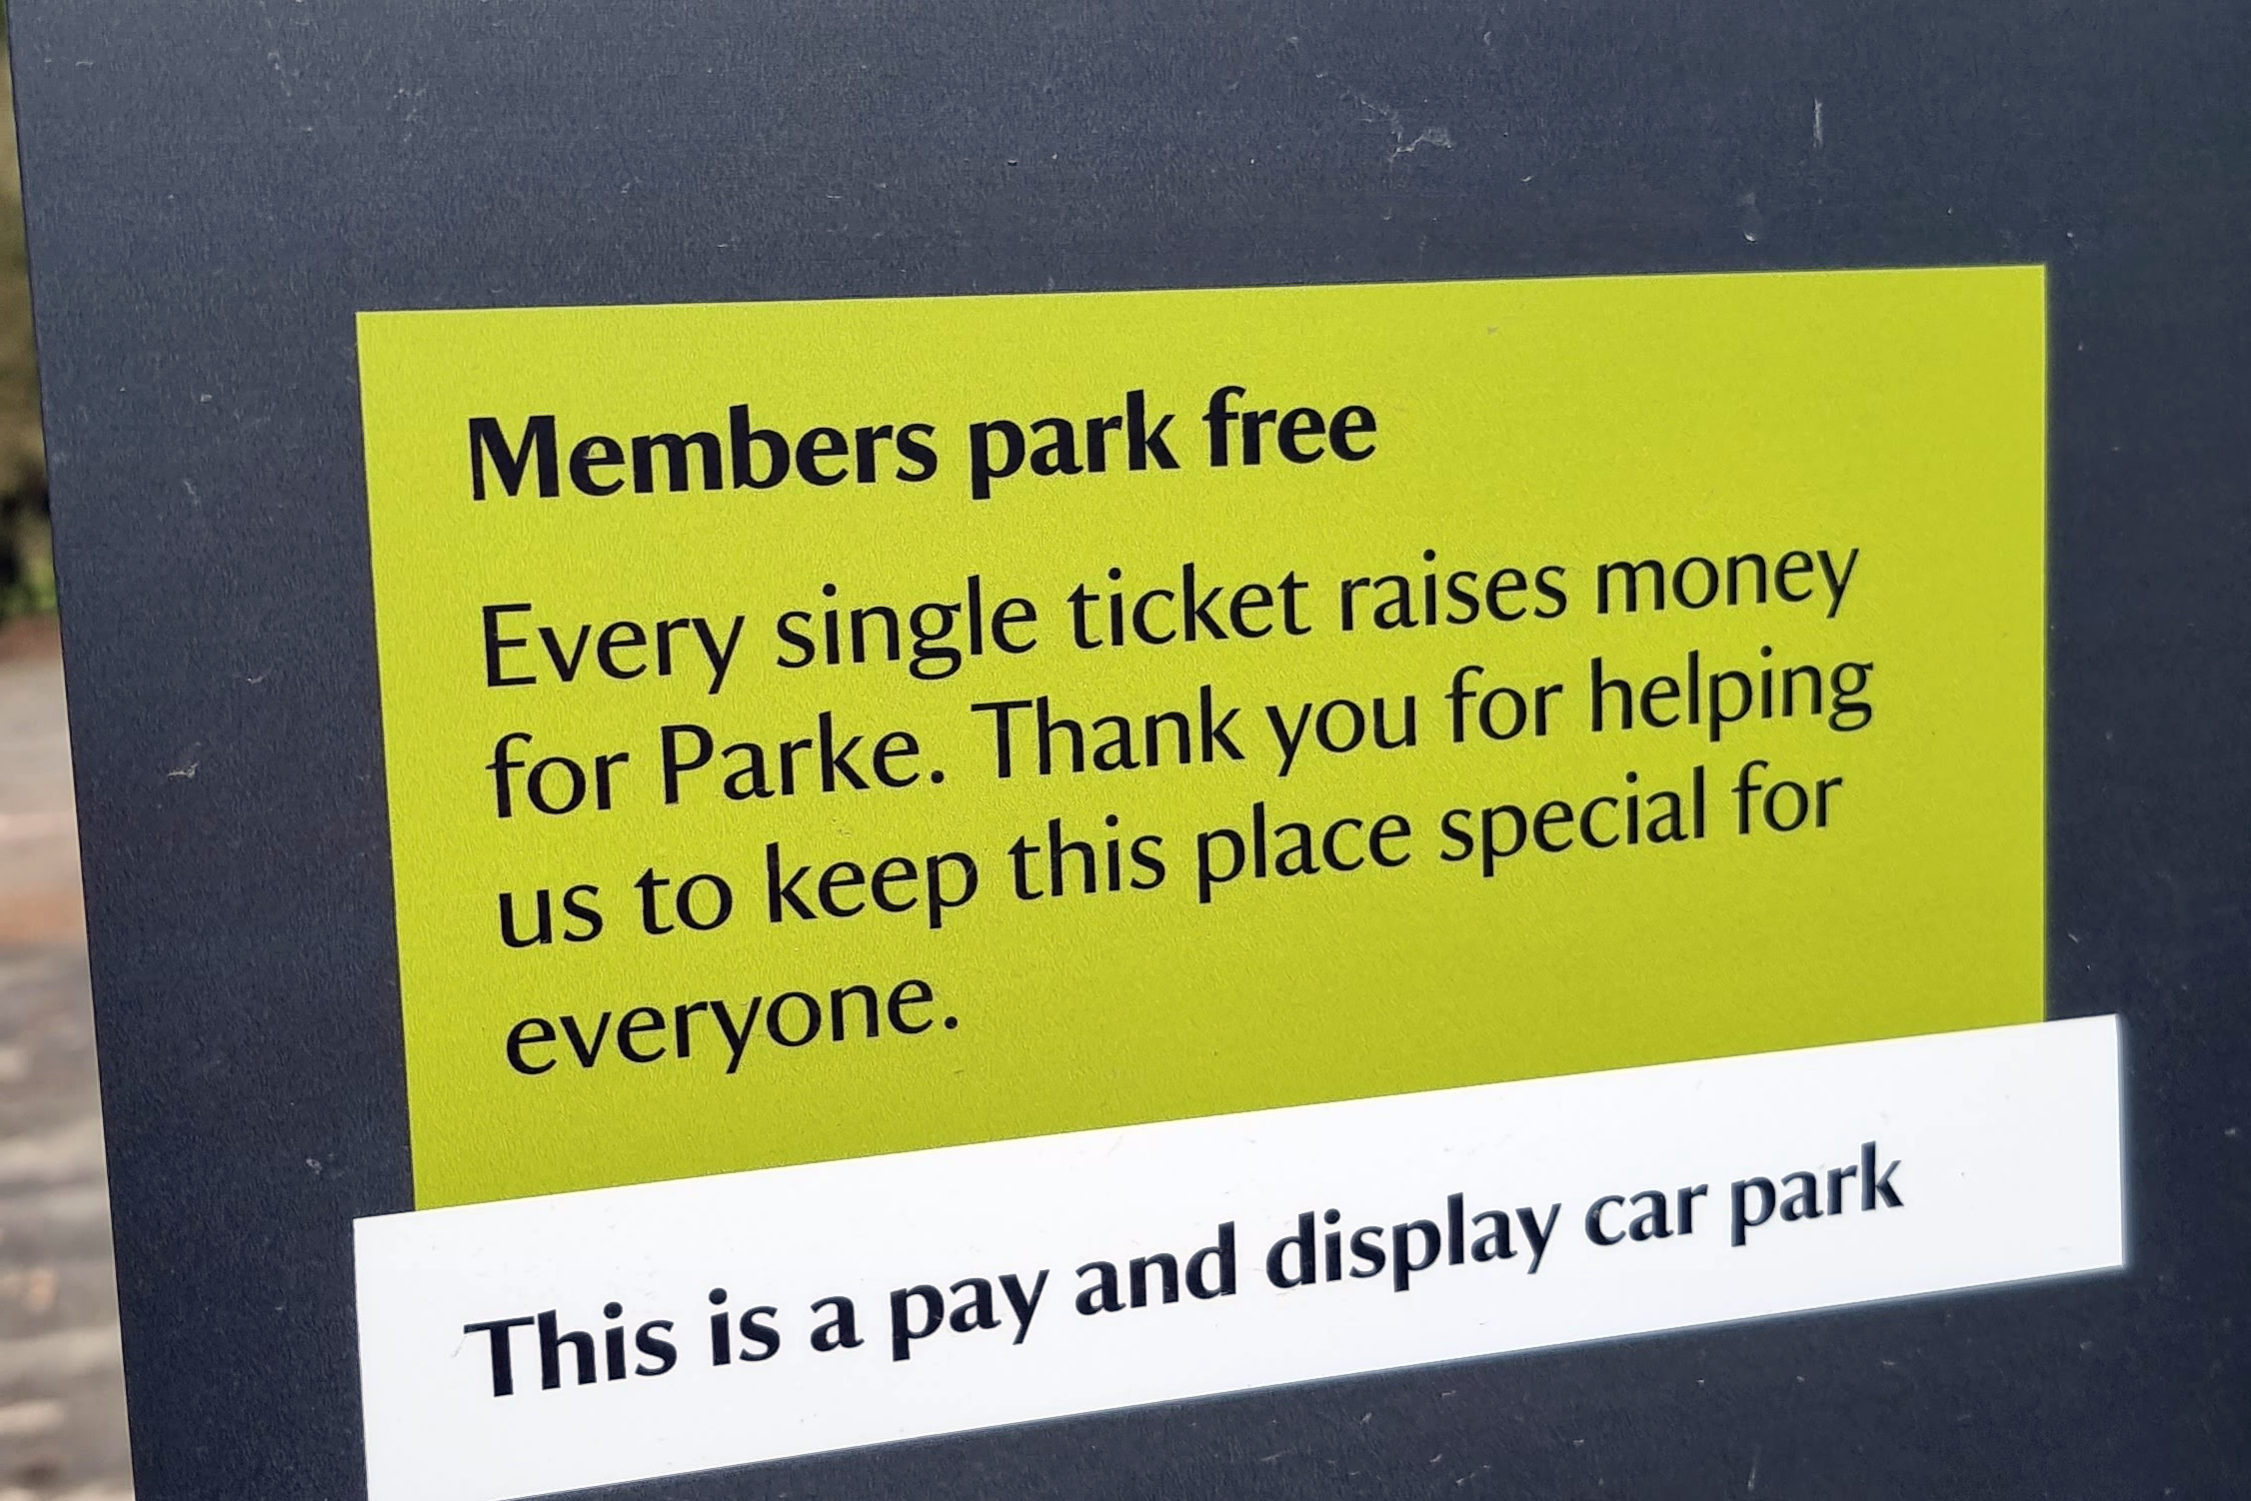 Members park free
Every single ticket raises money
for Parke. Thank you for helping
us to keep this place special for
everyone.
This is a pay and display car park